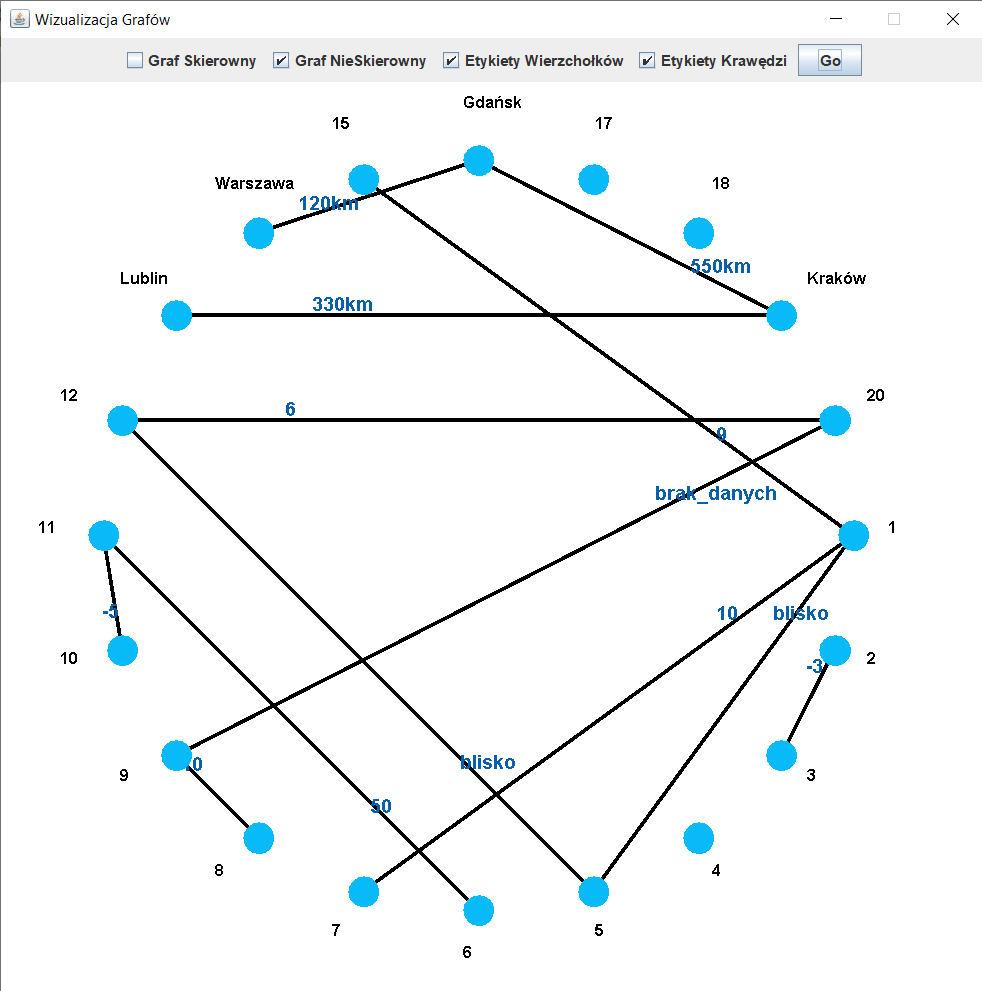 Wizualizacja Grafów
Graf Skierowny
Graf NieSkierowny
Etykiety Wierzchołków
Etykiety Krawędzi
Go
Gdańsk
15
17
Warszawa
18
120km
550km
Lublin
Kraków
330km
12
20
6
9
brak_danych
11
1
-5
10
blisko
10
2
-3
blisko
9
0
3
50
8
4
7
5
6